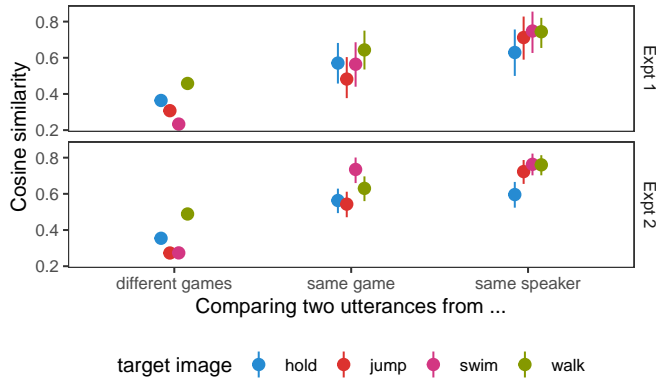 Cosine similarity
0.8
0.6
0.4
0.2
Expt 1
0.8
0.6
0.4
0.2
Expt 2
different games same game same speaker
Comparing two utterances from ...
target image hold jump swim walk